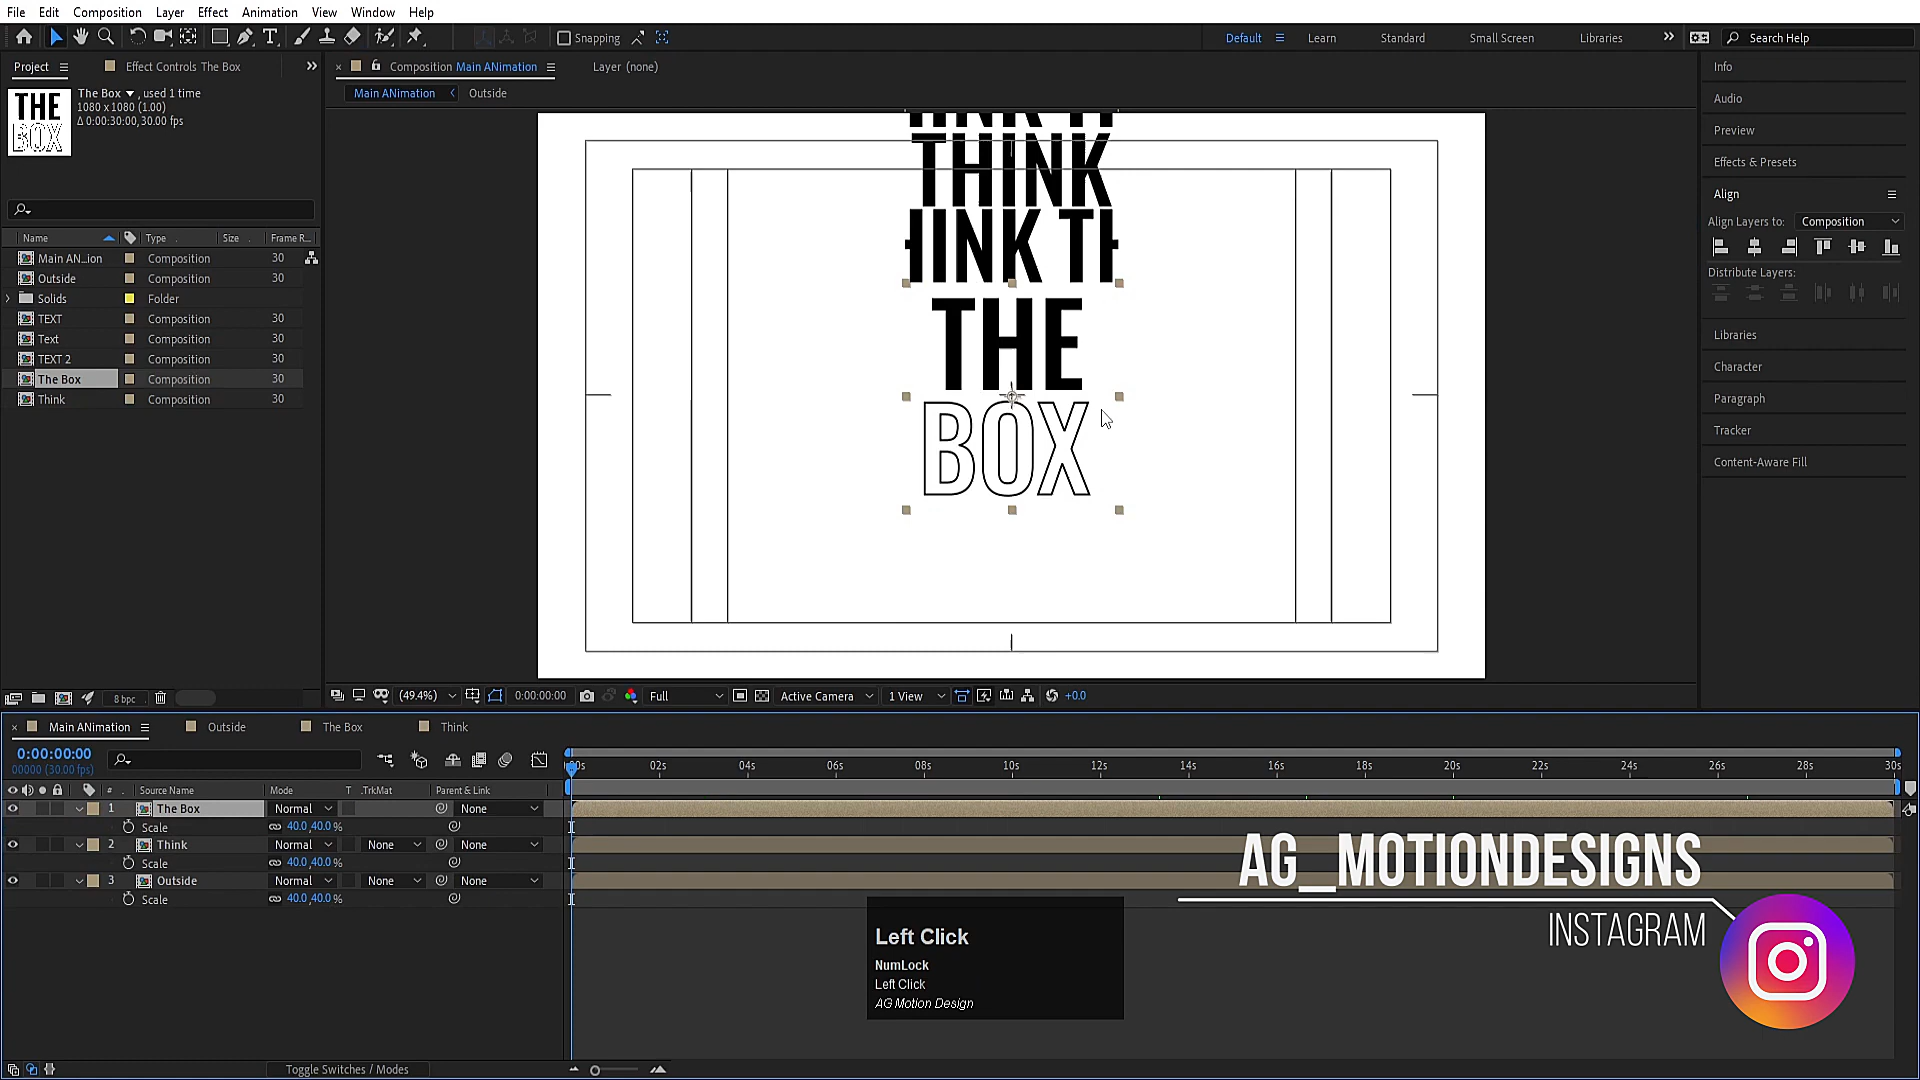 File Edit Composition Layer Effect Animation View Window Help
Snapping
Default Learn Standard Small Screen Libraries Search Help
Project Effect Controls The Box
Composition Main ANimation Layer (none)
Main ANimation Outside
THE
BOX
The Box , used 1 time
1080 x 1080 (1.00)
Δ 0:00:30:00, 30.00 fps
Name Type Size Frame R...
Main AN...ion Composition 30
Outside Composition 30
Solids Folder
TEXT Composition 30
Text Composition 30
TEXT 2 Composition 30
The Box Composition 30
Think Composition 30
8 bpc
THINK
IINK TI
THE
BOX
(49.4%) 0:00:00:00 Full Active Camera 1 View +0.0
Info
Audio
Preview
Effects & Presets
Align
Align Layers to: Composition
Distribute Layers:
Libraries
Character
Paragraph
Tracker
Content-Aware Fill
Main ANimation Outside The Box Think
0:00:00:00
00000 (30.00 fps)
# Source Name Mode T .TrkMat Parent & Link
02s 04s 06s 08s 10s 12s 14s 16s 18s 20s 22s 24s 26s 28s 30s
1 The Box Normal None
Scale 40.0,40.0 %
2 Think Normal None None
Scale 40.0,40.0 %
3 Outside Normal None None
Scale 40.0,40.0 %
Toggle Switches / Modes
Left Click
NumLock
Left Click
AG Motion Design
AG_MOTIONDESIGNS
INSTAGRAM